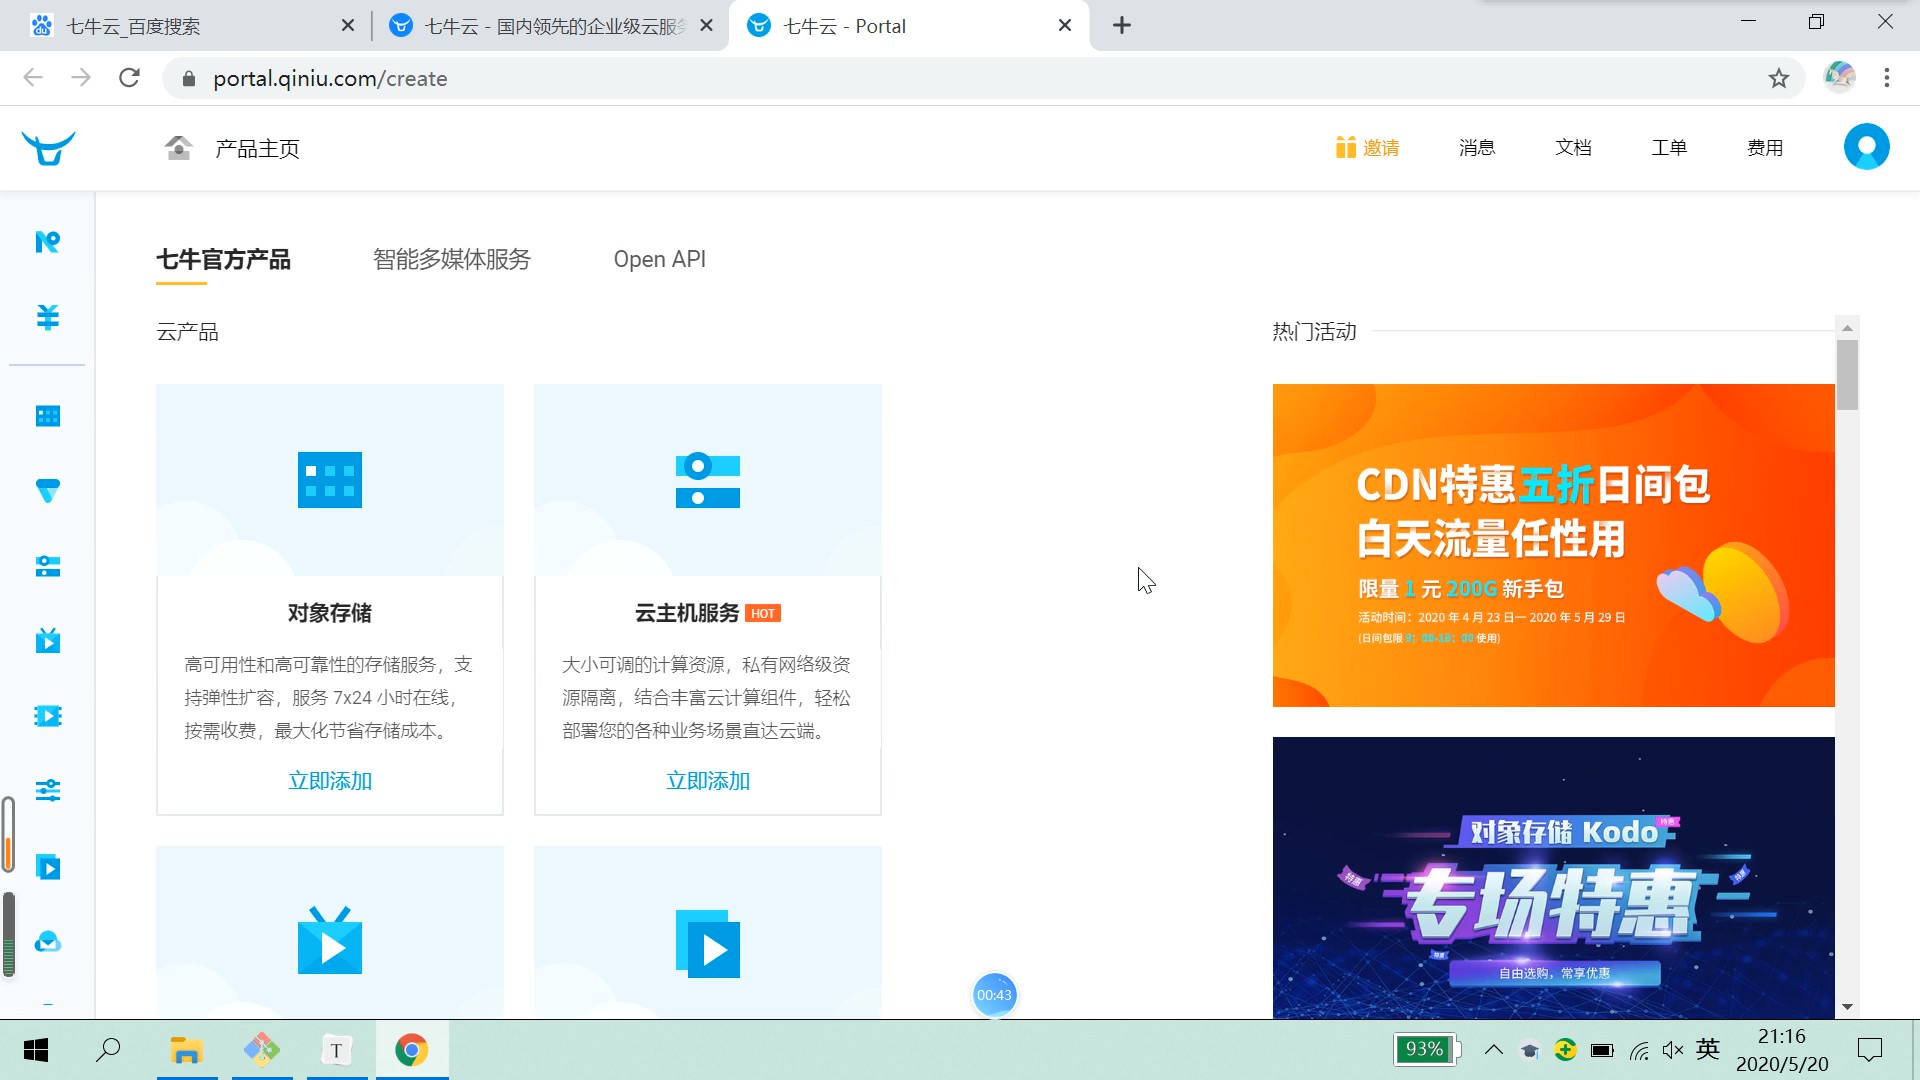 七牛云_百度搜索
七牛云 - 国内领先的企业级云服务
七牛云 - Portal
portal.qiniu.com/create
产品主页
邀请
消息
文档
工单
费用
七牛官方产品
智能多媒体服务
Open API
云产品
热门活动
对象存储
高可用性和高可靠性的存储服务，支
持弹性扩容，服务 7x24 小时在线，
按需收费，最大化节省存储成本。
立即添加
云主机服务 HOT
大小可调的计算资源，私有网络级资
源隔离，结合丰富云计算组件，轻松
部署您的各种业务场景直达云端。
立即添加
CDN特惠五折日间包
白天流量任性用
限量 1 元 200G 新手包
活动时间：2020 年 4 月 23 日— 2020 年 5 月 29 日
(日间包限 8：00-18：00 使用)
对象存储 Kodo
特惠
专场特惠
特惠
特惠
特惠
自由选购，常享优惠
00:43
93%
英
21:16
2020/5/20